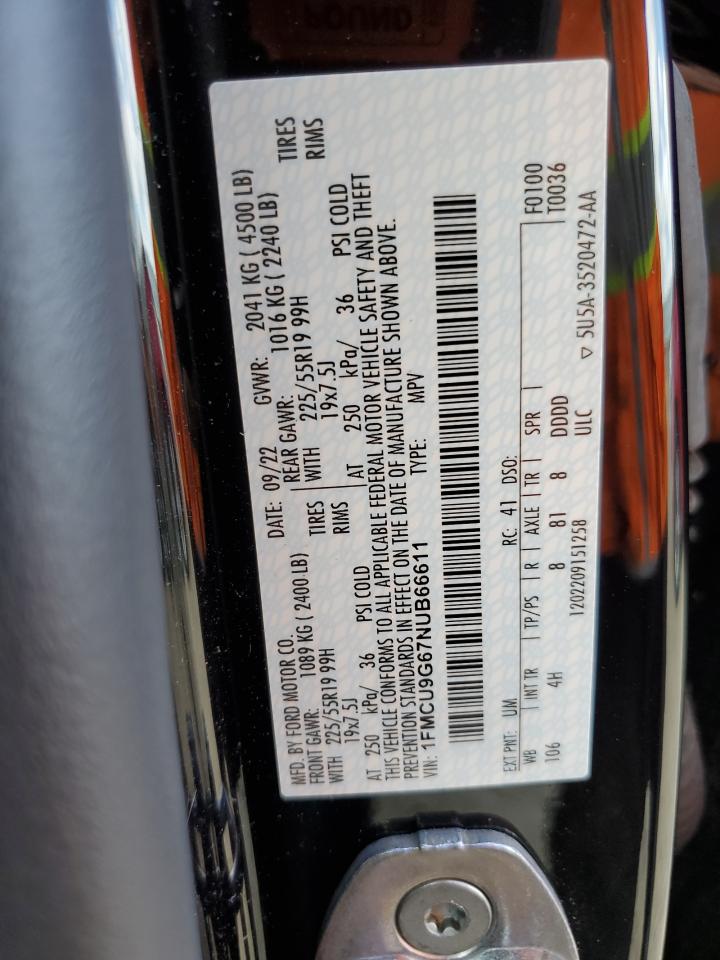 MFD. BY FORD MOTOR CO. DATE: 09/22 GVWR: 2041 KG ( 4500 LB)
FRONT GAWR: 1089 KG ( 2400 LB) REAR GAWR: 1016 KG ( 2240 LB)
WITH 225/55R19 99H TIRES WITH 225/55R19 99H TIRES
19x7.5J RIMS 19x7.5J RIMS
AT 250 kPa/ 36 PSI COLD AT 250 kPa/ 36 PSI COLD
THIS VEHICLE CONFORMS TO ALL APPLICABLE FEDERAL MOTOR VEHICLE SAFETY AND THEFT
PREVENTION STANDARDS IN EFFECT ON THE DATE OF MANUFACTURE SHOWN ABOVE.
VIN: 1FMCU9G67NUB66611 TYPE: MPV
EXT PNT: UM RC: 41 DSO: F0100
WB INT TR TP/PS R AXLE TR SPR T0036
106 4H 8 81 8 DDDD
1202209151258 ULC ▽ 5U5A-3520472-AA
POUND